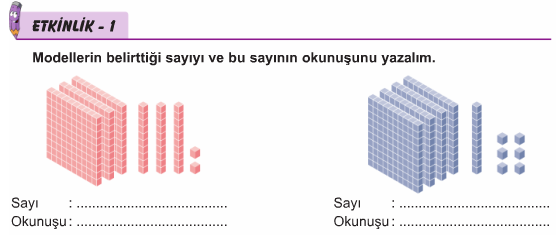 ETKİNLİK - 1
Modellerin belirttiği sayıyı ve bu sayının okunuşunu yazalım.
Sayı : ......................................
Okunuşu: ......................................
Sayı : ......................................
Okunuşu: ......................................